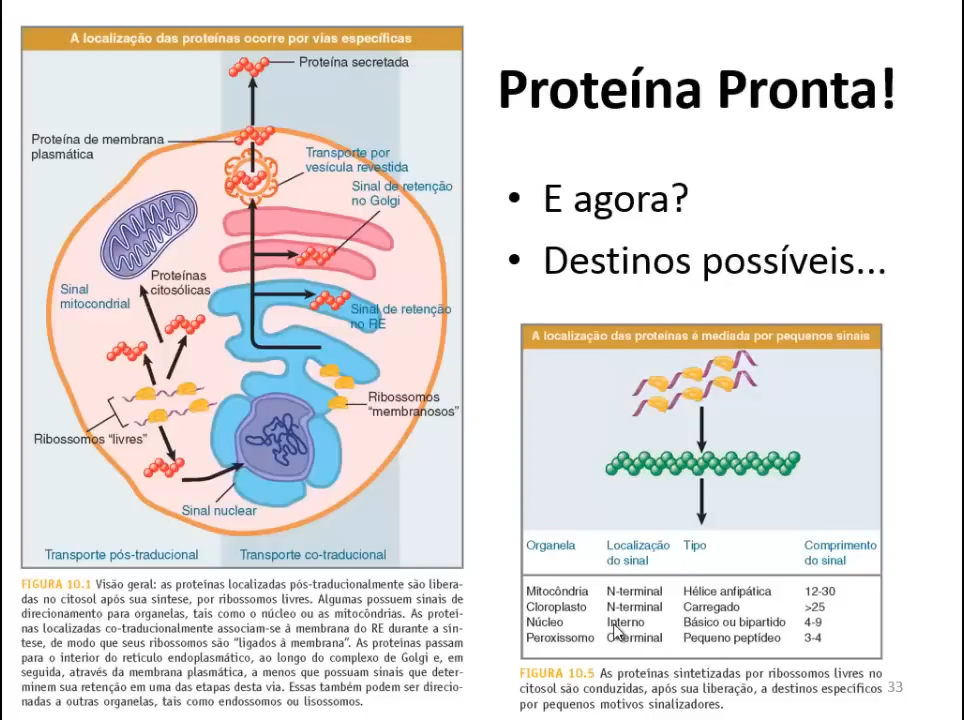 A localização das proteínas ocorre por vias específicas
Proteína secretada
Proteína de membrana
plasmática
Transporte por
vesícula revestida
Sinal de retenção
no Golgi
Proteínas
citosólicas
Sinal
mitocondrial
Sinal de retenção
no RE
Ribossomos
"membranosos"
Ribossomos "livres"
Sinal nuclear
Transporte pós-traducional
Transporte co-traducional
FIGURA 10.1 Visão geral: as proteínas localizadas pós-traducionalmente são libera-
das no citosol após sua síntese, por ribossomos livres. Algumas possuem sinais de
direcionamento para organelas, tais como o núcleo ou as mitocôndrias. As proteí-
nas localizadas co-traducionalmente associam-se à membrana do RE durante a sín-
tese, de modo que seus ribossomos são "ligados à membrana". As proteínas passam
para o interior do retículo endoplasmático, ao longo do complexo de Golgi e, em
seguida, através da membrana plasmática, a menos que possuam sinais que deter-
minem sua retenção em uma das etapas desta via. Essas também podem ser direcio-
nadas a outras organelas, tais como endossomos ou lisossomos.
Proteína Pronta!
• E agora?
• Destinos possíveis...
A localização das proteínas é mediada por pequenos sinais
Organela Localização do sinal Tipo Comprimento do sinal
Mitocôndria N-terminal Hélice anfipática 12-30
Cloroplasto N-terminal Carregado >25
Núcleo Interno Básico ou bipartido 4-9
Peroxissomo C-terminal Pequeno peptídeo 3-4
FIGURA 10.5 As proteínas sintetizadas por ribossomos livres no
citosol são conduzidas, após sua liberação, a destinos específicos
por pequenos motivos sinalizadores.
33